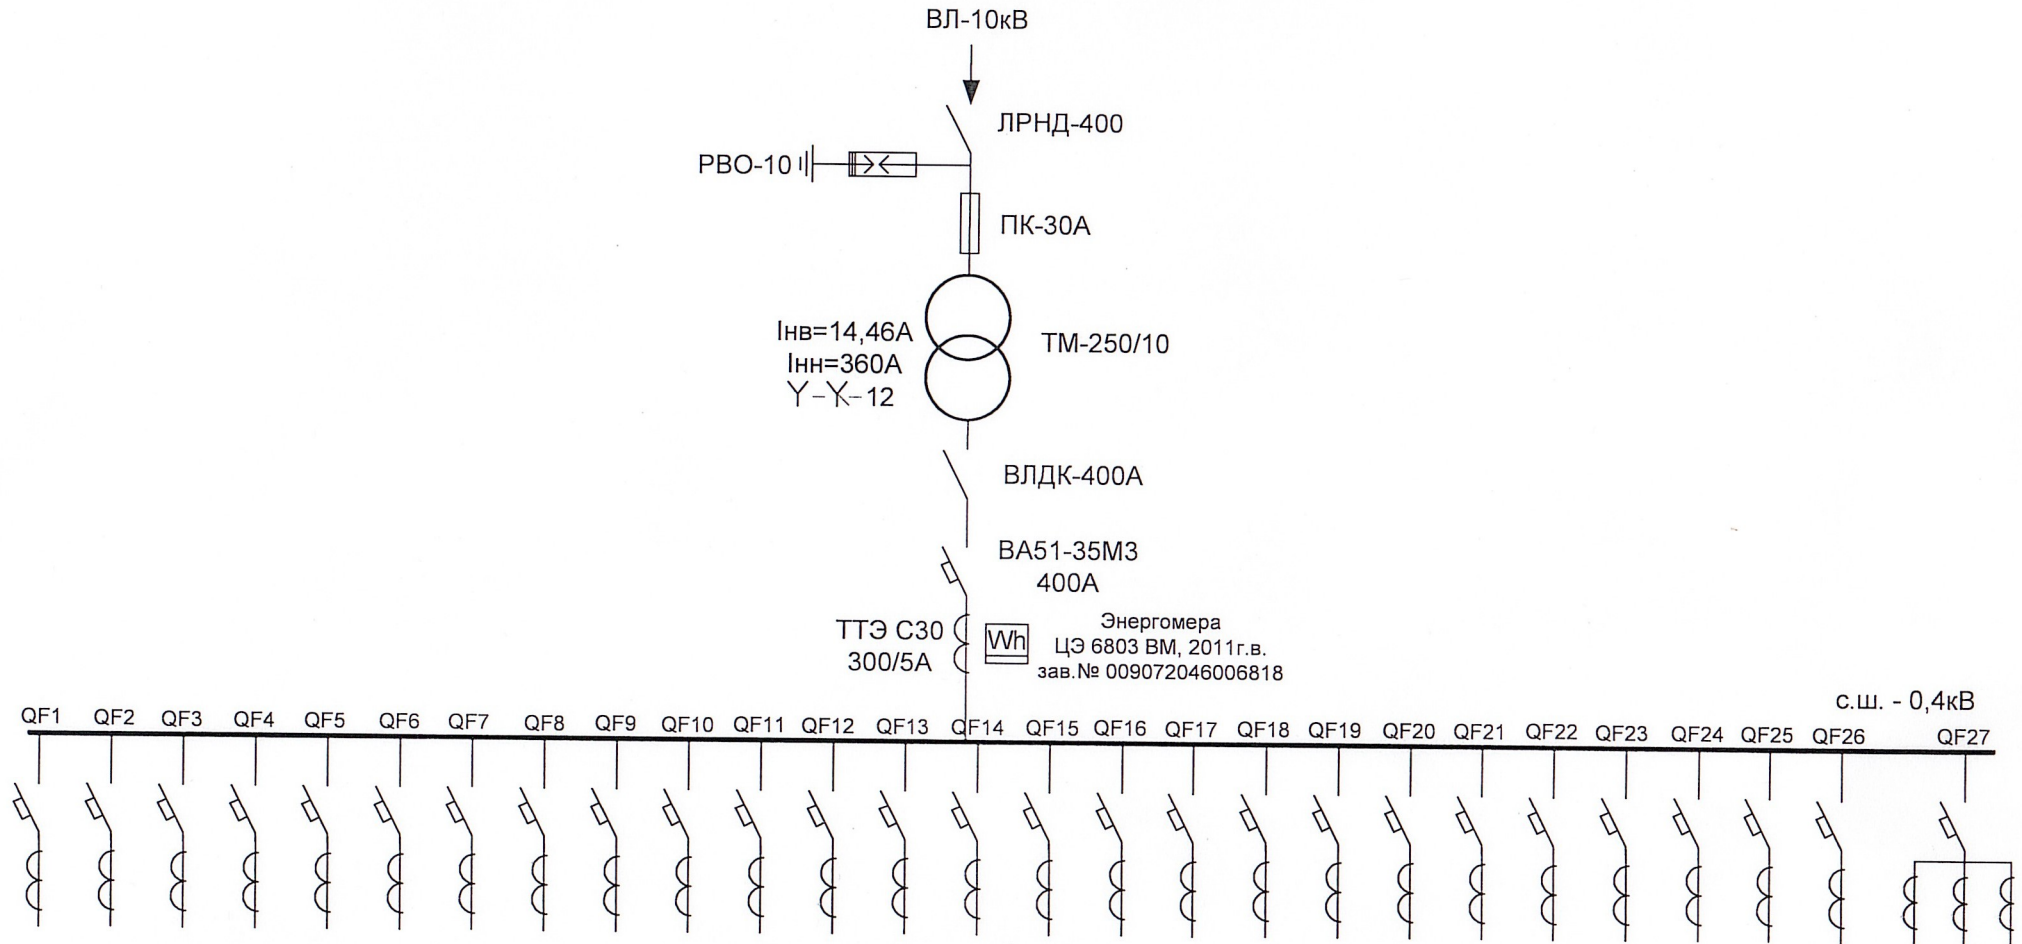 ВЛ-10кВ
ЛРНД-400
РВО-10
ПК-30А
Iнв=14,46А
Iнн=360А
Y-Y-12
ТМ-250/10
ВЛДК-400А
ВА51-35М3
400А
ТТЭ С30
300/5А
Wh
Энергомера
ЦЭ 6803 ВМ, 2011г.в.
зав.№ 009072046006818
с.ш. - 0,4кВ
QF1 QF2 QF3 QF4 QF5 QF6 QF7 QF8 QF9 QF10 QF11 QF12 QF13 QF14 QF15 QF16 QF17 QF18 QF19 QF20 QF21 QF22 QF23 QF24 QF25 QF26 QF27